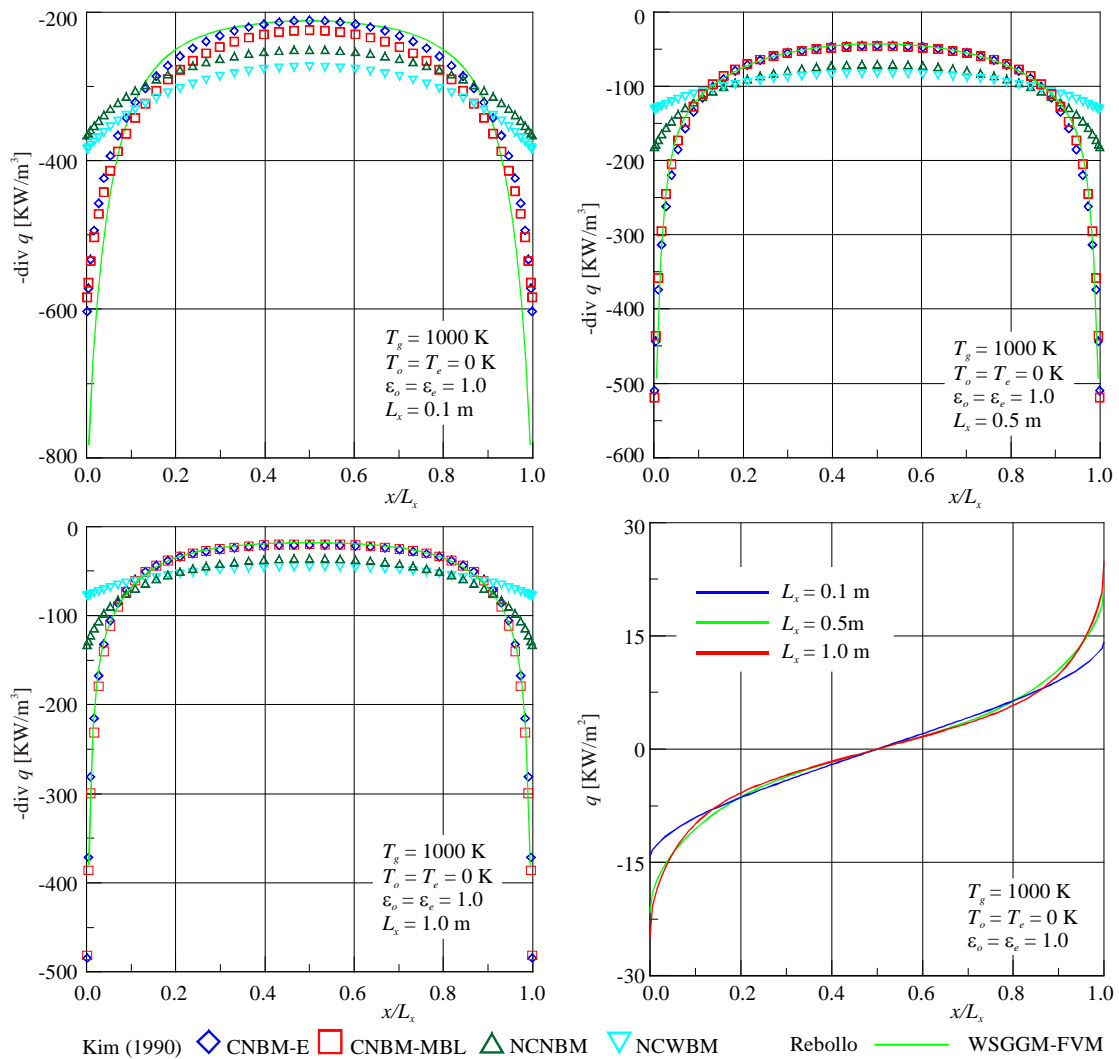 -200
-400
-600
-800
-div q [KW/m³]
T_g = 1000 K
T_o = T_e = 0 K
ε_o = ε_e = 1.0
L_x = 0.1 m
0.0 0.2 0.4 0.6 0.8 1.0
x/L_x
0
-100
-200
-300
-400
-500
-600
-div q [KW/m³]
T_g = 1000 K
T_o = T_e = 0 K
ε_o = ε_e = 1.0
L_x = 0.5 m
0.0 0.2 0.4 0.6 0.8 1.0
x/L_x
0
-100
-200
-300
-400
-500
-div q [KW/m³]
T_g = 1000 K
T_o = T_e = 0 K
ε_o = ε_e = 1.0
L_x = 1.0 m
0.0 0.2 0.4 0.6 0.8 1.0
x/L_x
30
15
0
-15
-30
q [KW/m²]
L_x = 0.1 m
L_x = 0.5m
L_x = 1.0 m
T_g = 1000 K
T_o = T_e = 0 K
ε_o = ε_e = 1.0
0.0 0.2 0.4 0.6 0.8 1.0
x/L_x
Kim (1990) CNBM-E CNBM-MBL NCNBM NCWBM Rebollo WSGGM-FVM